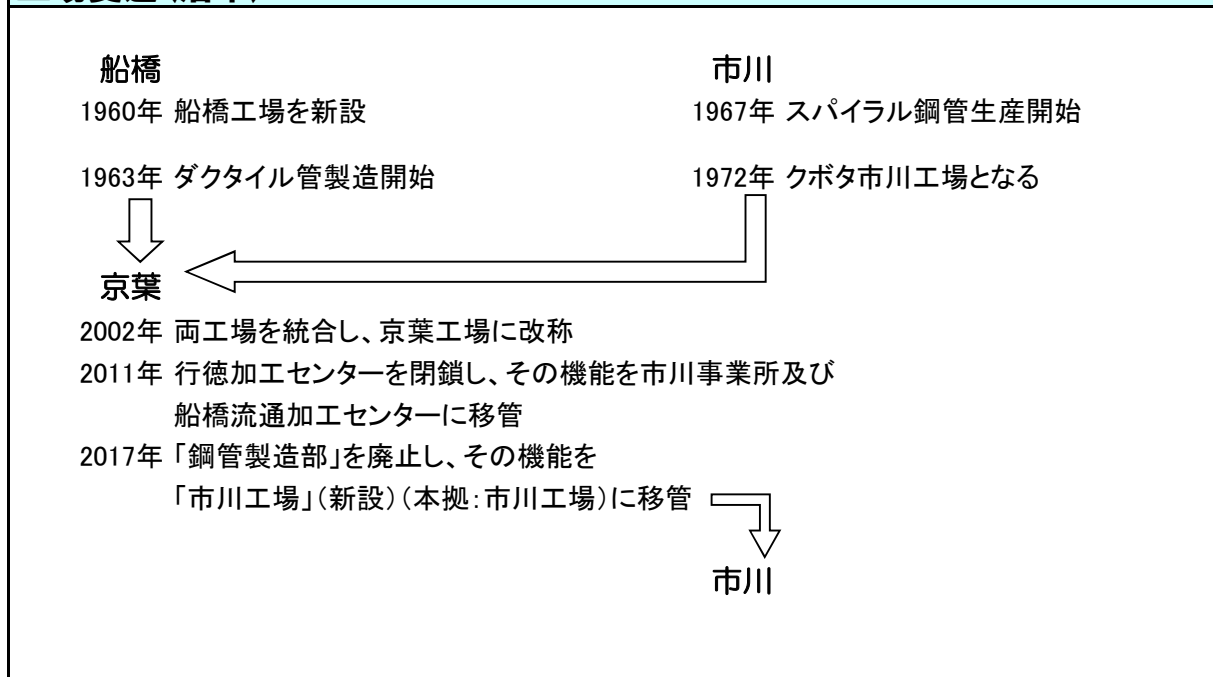 船橋
1960年 船橋工場を新設
1963年 ダクタイル管製造開始
市川
1967年 スパイラル鋼管生産開始
1972年 クボタ市川工場となる
京葉
2002年 両工場を統合し、京葉工場に改称
2011年 行徳加工センターを閉鎖し、その機能を市川事業所及び
船橋流通加工センターに移管
2017年 「鋼管製造部」を廃止し、その機能を
「市川工場」(新設)(本拠:市川工場)に移管
市川